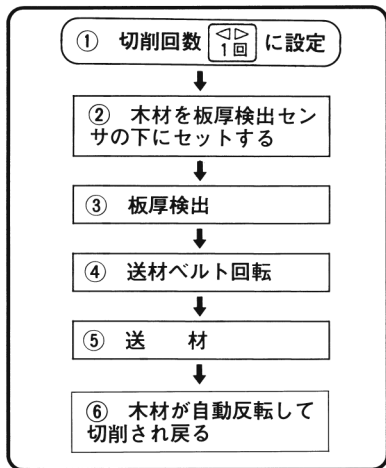 ① 切削回数 ◁▷ 1回 に設定
② 木材を板厚検出セン
サの下にセットする
③ 板厚検出
④ 送材ベルト回転
⑤ 送 材
⑥ 木材が自動反転して
切削され戻る